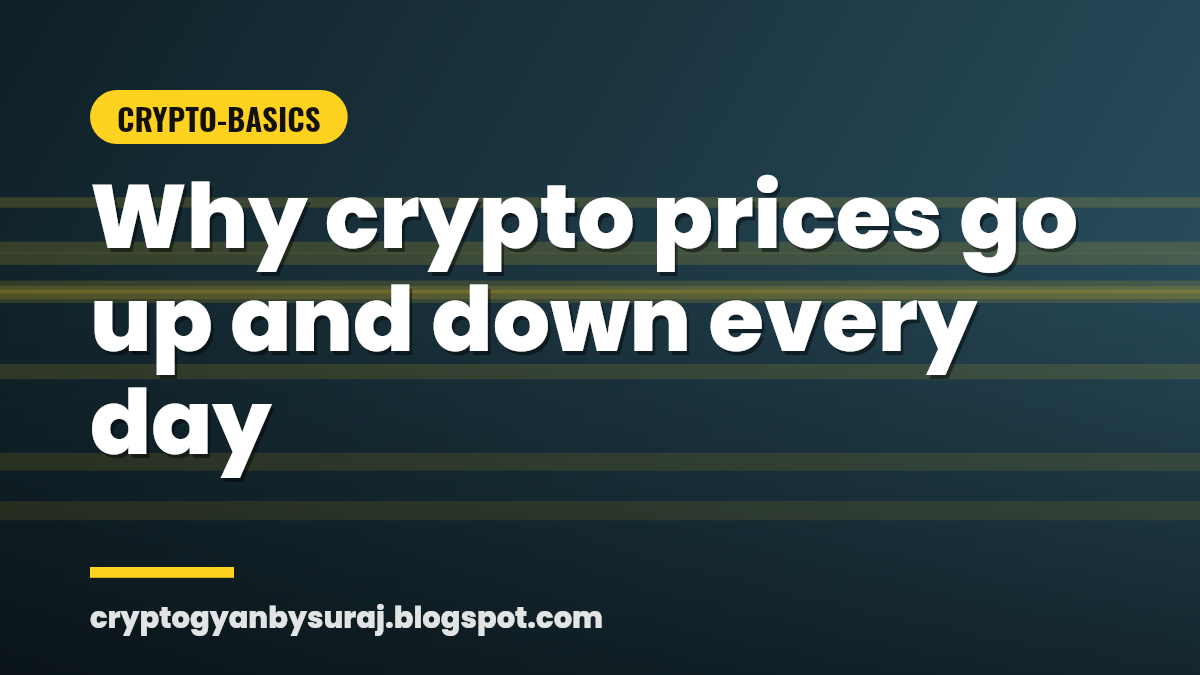 CRYPTO-BASICS
Why crypto prices go
up and down every
day
cryptogyanbysuraj.blogspot.com